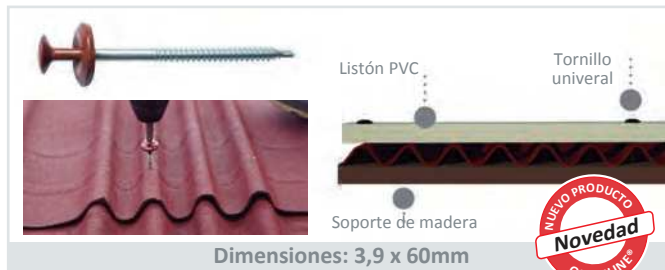 Listón PVC
Tornillo
univeral
Soporte de madera
NUEVO PRODUCTO
Novedad
Dimensiones: 3,9 x 60mm